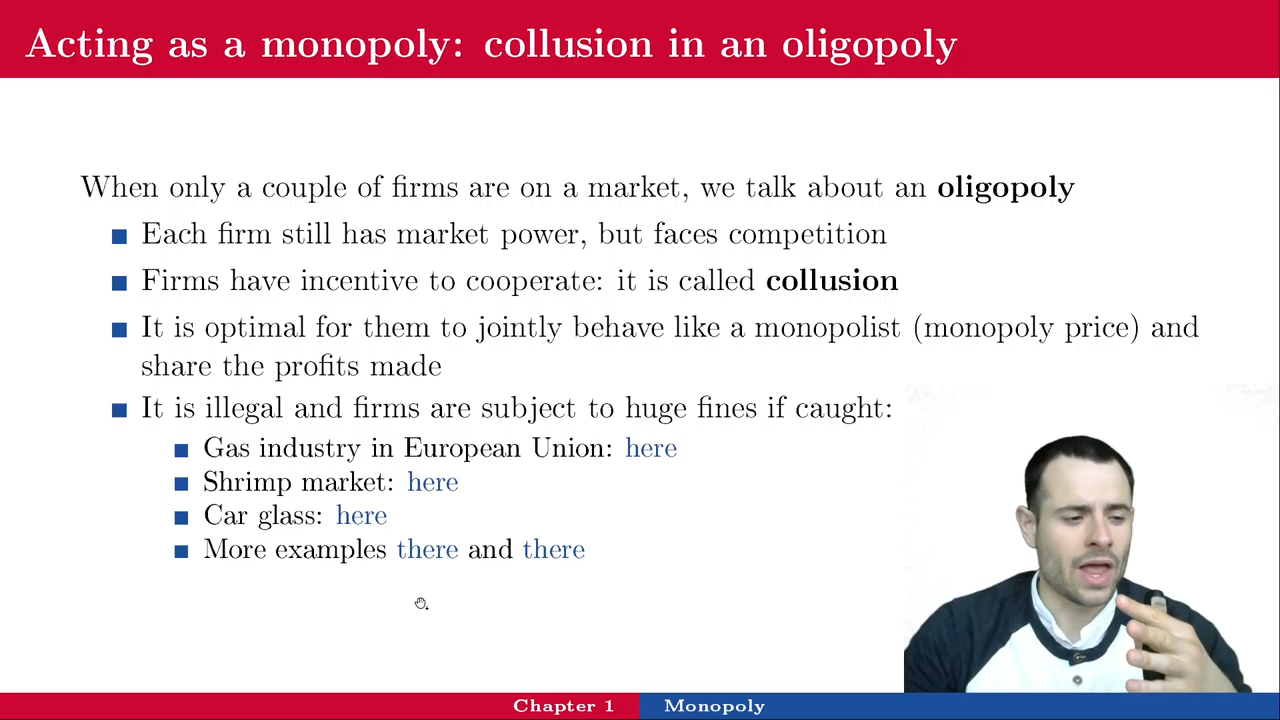 Acting as a monopoly: collusion in an oligopoly
When only a couple of firms are on a market, we talk about an oligopoly
Each firm still has market power, but faces competition
Firms have incentive to cooperate: it is called collusion
It is optimal for them to jointly behave like a monopolist (monopoly price) and
share the profits made
It is illegal and firms are subject to huge fines if caught:
Gas industry in European Union: here
Shrimp market: here
Car glass: here
More examples there and there
Chapter 1 Monopoly